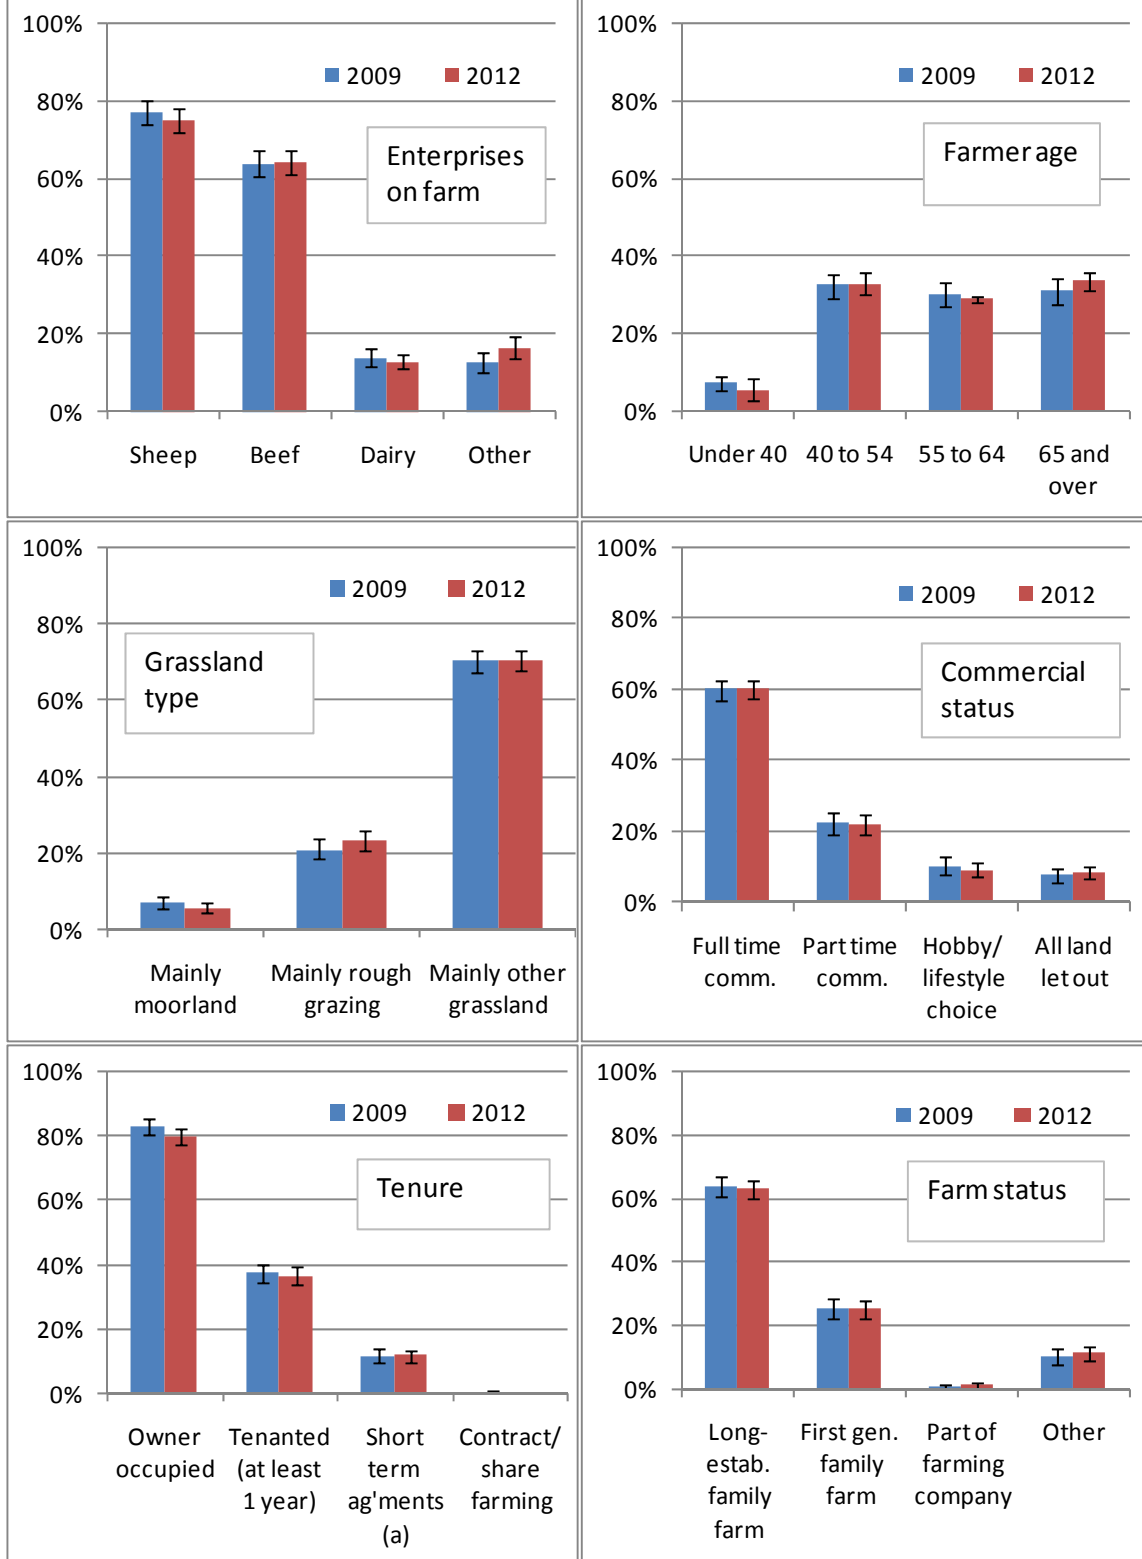 100%
80%
60%
40%
20%
0%
2009 2012
Enterprises
on farm
Sheep Beef Dairy Other
100%
80%
60%
40%
20%
0%
2009 2012
Farmer age
Under 40 40 to 54 55 to 64 65 and
over
100%
80%
60%
40%
20%
0%
2009 2012
Grassland
type
Mainly Mainly rough Mainly other
moorland grazing grassland
100%
80%
60%
40%
20%
0%
2009 2012
Commercial
status
Full time Part time Hobby/ All land
comm. comm. lifestyle let out
choice
100%
80%
60%
40%
20%
0%
2009 2012
Tenure
Owner Tenanted Short Contract/
occupied (at least term share
1 year) ag'ments farming
(a)
100%
80%
60%
40%
20%
0%
2009 2012
Farm status
Long- First gen. Part of Other
estab. family farming
family farm company
farm